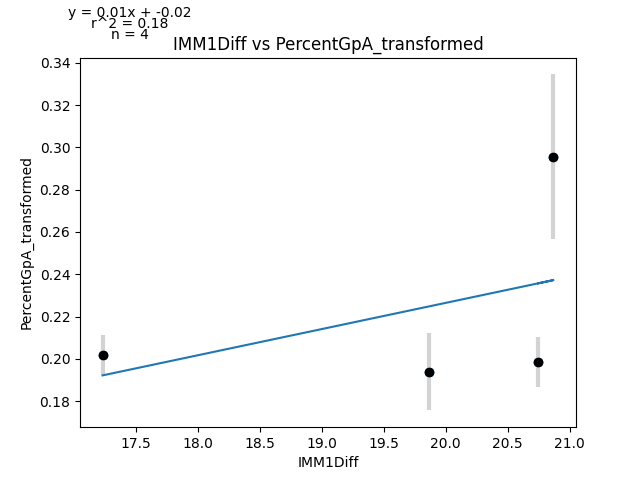 y = 0.01x + -0.02
r^2 = 0.18
n = 4
IMM1Diff vs PercentGpA_transformed
0.34
0.32
0.30
0.28
0.26
0.24
0.22
0.20
0.18
PercentGpA_transformed
17.5 18.0 18.5 19.0 19.5 20.0 20.5 21.0
IMM1Diff